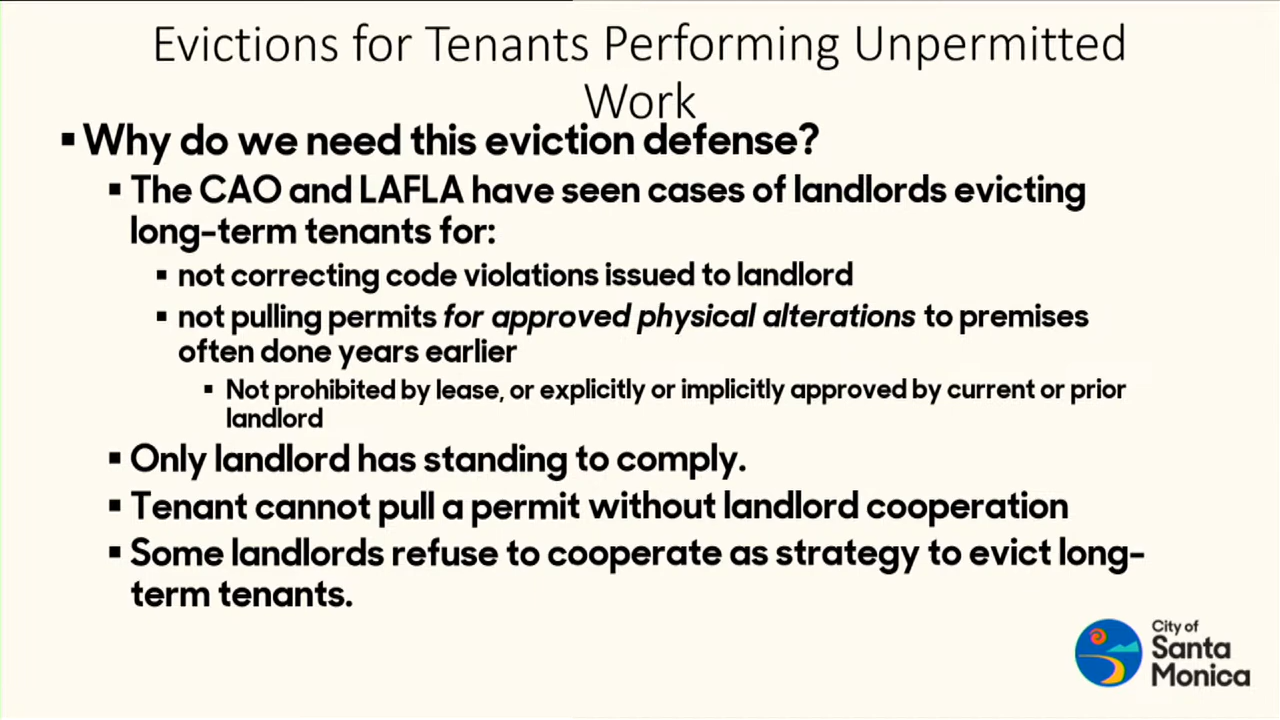 Evictions for Tenants Performing Unpermitted
Work
▪ Why do we need this eviction defense?
▪ The CAO and LAFLA have seen cases of landlords evicting
long-term tenants for:
▪ not correcting code violations issued to landlord
▪ not pulling permits for approved physical alterations to premises
often done years earlier
▪ Not prohibited by lease, or explicitly or implicitly approved by current or prior
landlord
▪ Only landlord has standing to comply.
▪ Tenant cannot pull a permit without landlord cooperation
▪ Some landlords refuse to cooperate as strategy to evict long-
term tenants.
City of
Santa
Monica